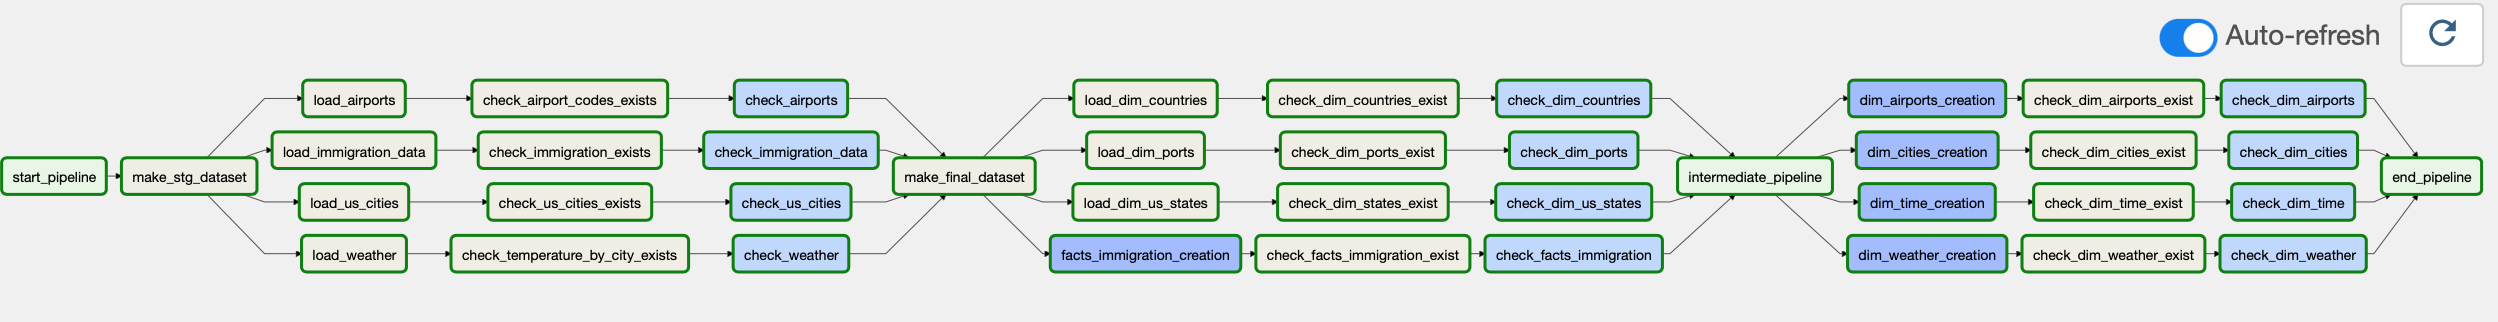 Auto-refresh
load_airports check_airport_codes_exists check_airports load_dim_countries check_dim_countries_exist check_dim_countries dim_airports_creation check_dim_airports_exist check_dim_airports
load_immigration_data check_immigration_exists check_immigration_data load_dim_ports check_dim_ports_exist check_dim_ports dim_cities_creation check_dim_cities_exist check_dim_cities
start_pipeline make_stg_dataset make_final_dataset intermediate_pipeline end_pipeline
load_us_cities check_us_cities_exists check_us_cities load_dim_us_states check_dim_states_exist check_dim_us_states dim_time_creation check_dim_time_exist check_dim_time
load_weather check_temperature_by_city_exists check_weather facts_immigration_creation check_facts_immigration_exist check_facts_immigration dim_weather_creation check_dim_weather_exist check_dim_weather